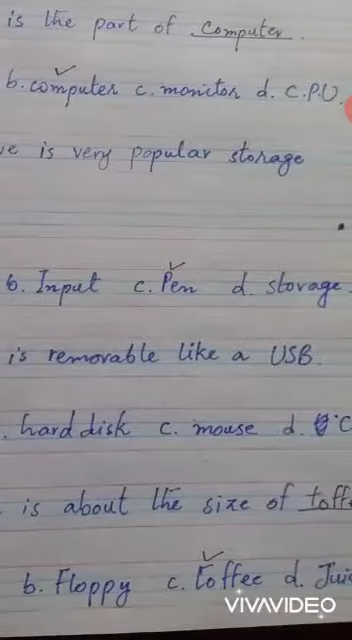 is the part of computer.
b. computer c. monitor d. C.P.U.
is very popular storage
b. Input c. Pen d. storage.
is removable like a USB.
hard disk c. mouse d.
is about the size of
b. Floppy c. toffee d.
VIVAVIDEO